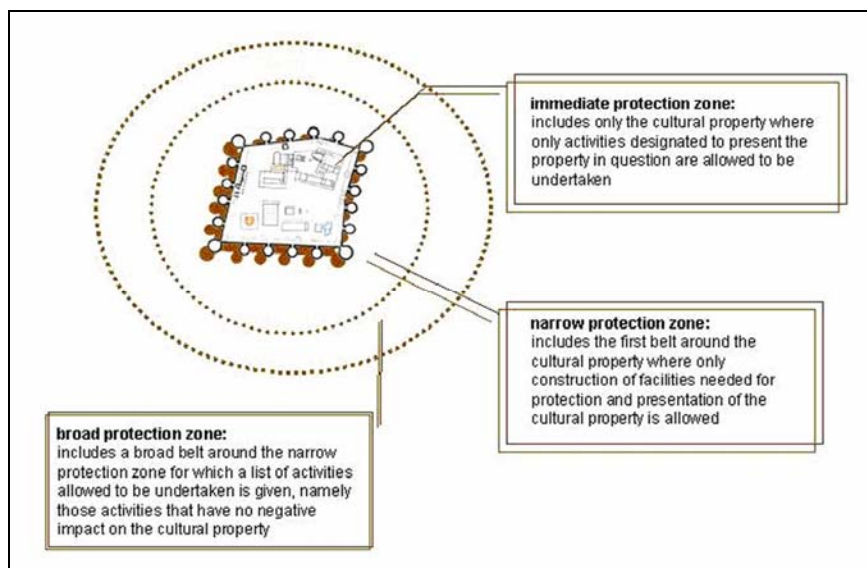 immediate protection zone:
includes only the cultural property where
only activities designated to present the
property in question are allowed to be
undertaken
narrow protection zone:
includes the first belt around the
cultural property where only
construction of facilities needed for
protection and presentation of the
cultural property is allowed
broad protection zone:
includes a broad belt around the narrow
protection zone for which a list of activities
allowed to be undertaken is given, namely
those activities that have no negative
impact on the cultural property